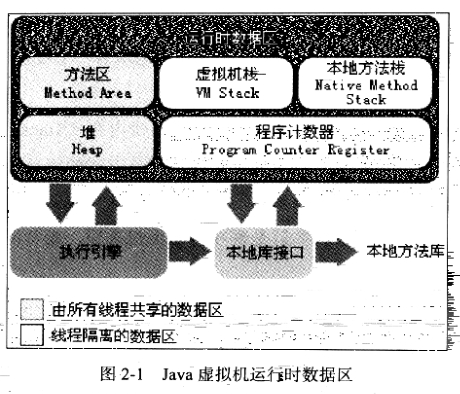 运行时数据区
方法区
Method Area
虚拟机栈
VM Stack
本地方法栈
Native Method
Stack
堆
Heap
程序计数器
Program Counter Register
执行引擎
本地库接口
本地方法库
由所有线程共享的数据区
线程隔离的数据区
图 2-1 Java 虚拟机运行时数据区